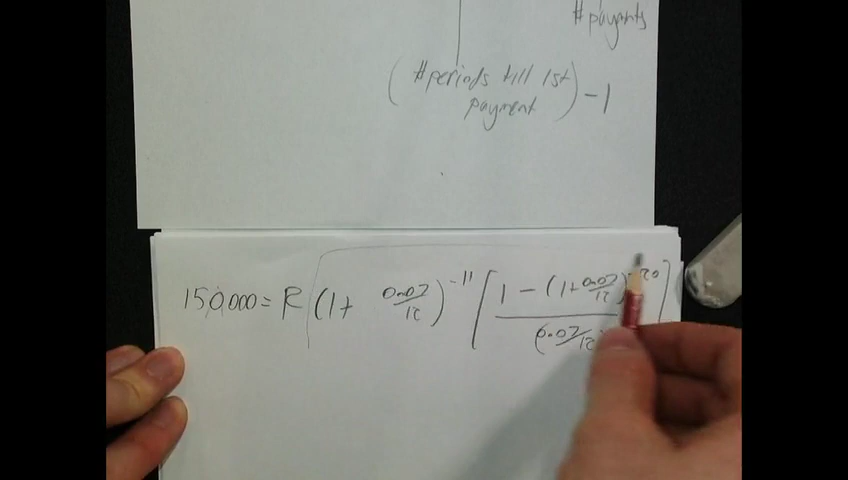 # payments
(# periods till 1st
payment) - 1
150,000 = R (1 + 0.07/12)^-11 [1 - (1 + 0.07/12) / (0.07/12